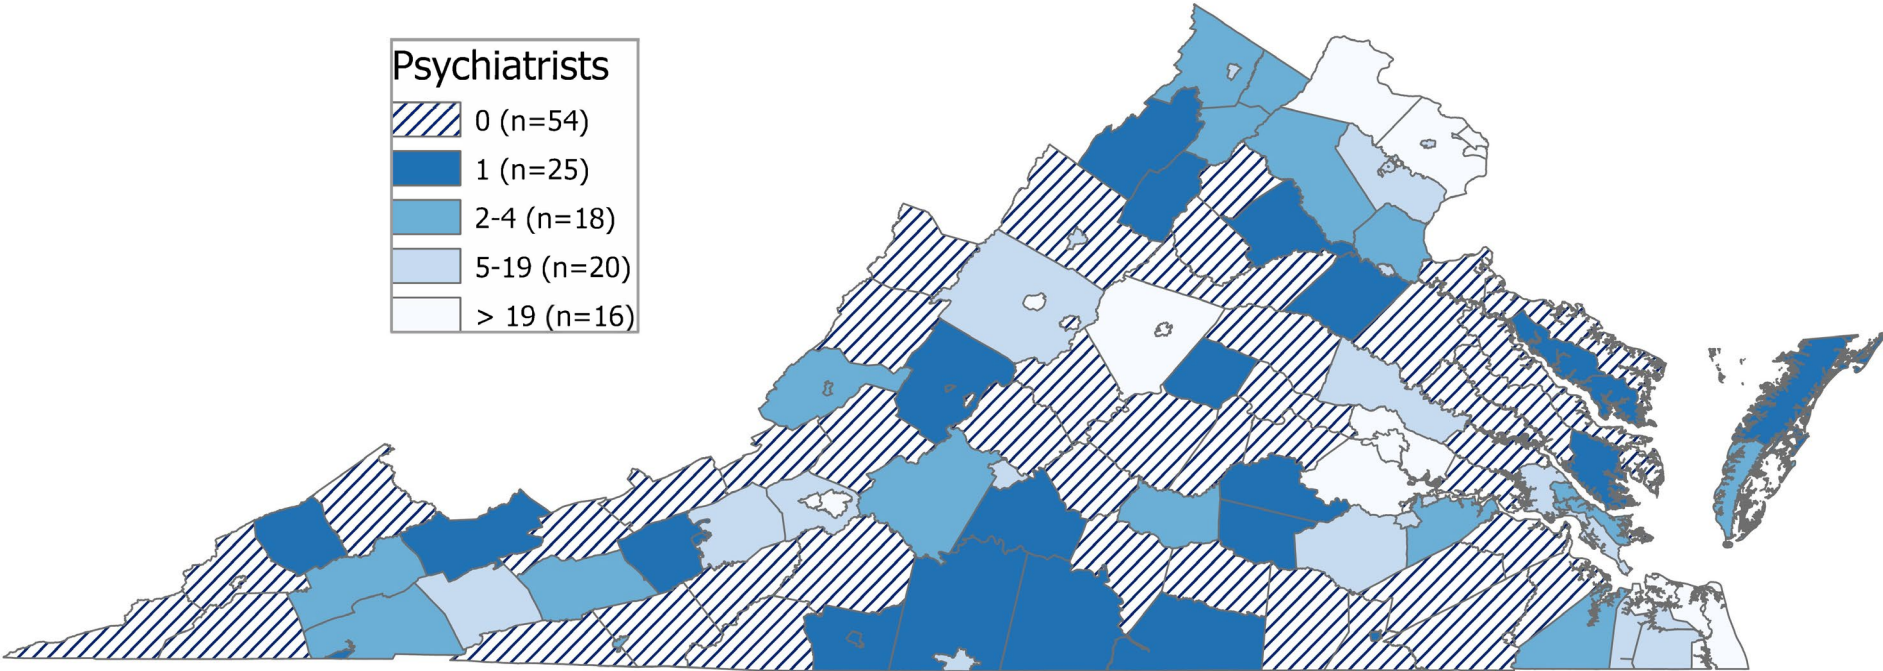 Psychiatrists
0 (n=54)
1 (n=25)
2-4 (n=18)
5-19 (n=20)
> 19 (n=16)